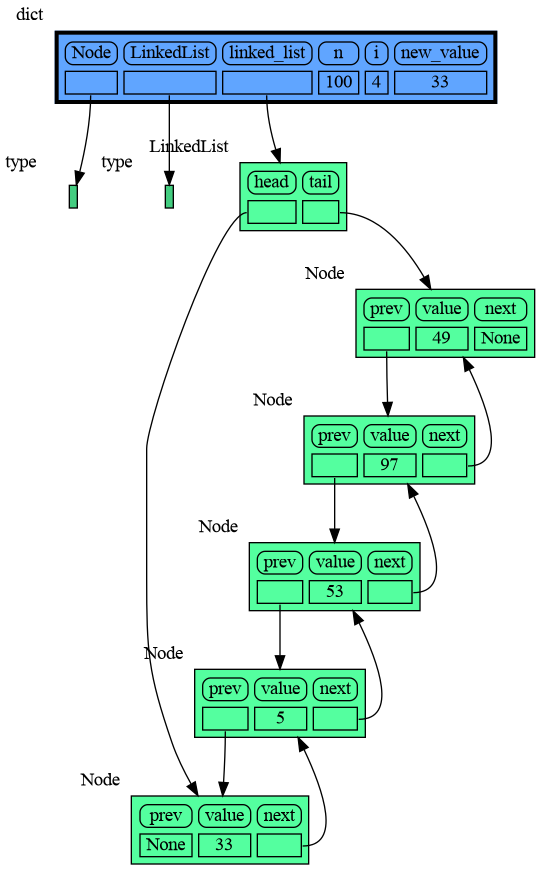 dict
Node LinkedList linked_list n i new_value
100 4 33
type type LinkedList
head tail
Node
prev value next
49 None
Node
prev value next
97
Node
prev value next
53
Node
prev value next
5
Node
prev value next
None 33